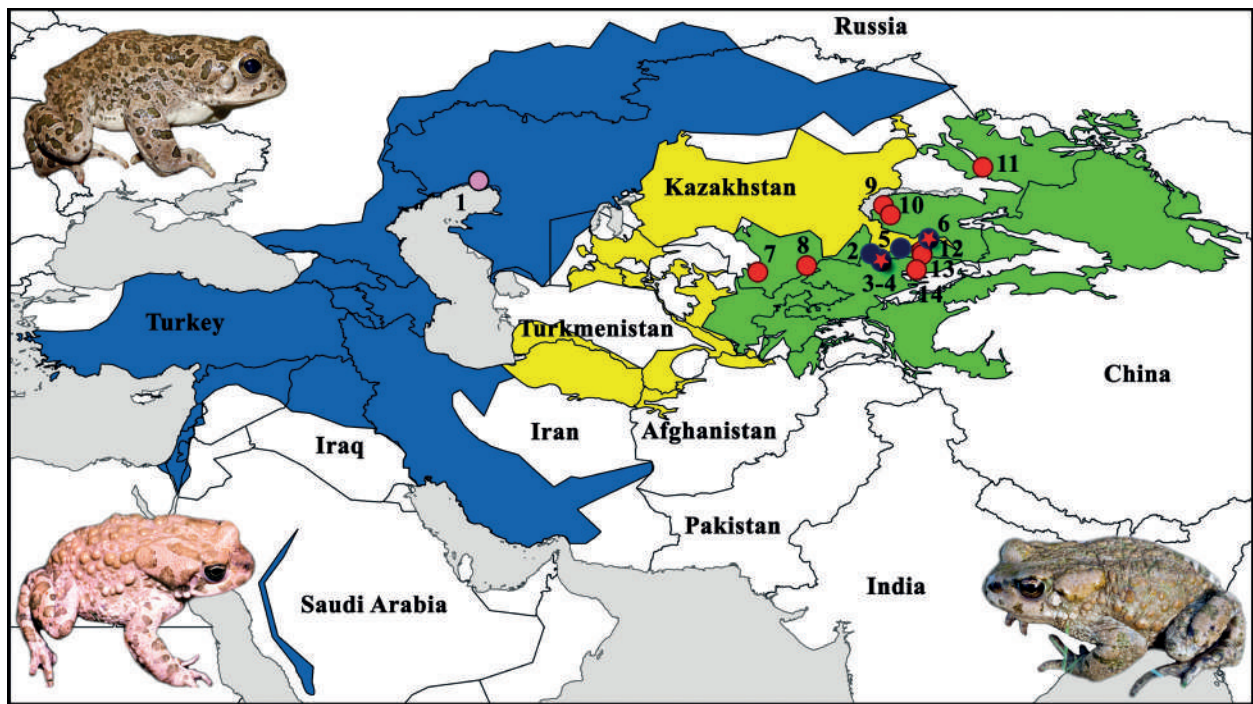 Russia
11
Kazakhstan
9
10
1
6
5
2
12
7
8
13
3-4
14
Turkey
Turkmenistan
China
Iraq
Iran
Afghanistan
Pakistan
India
Saudi Arabia